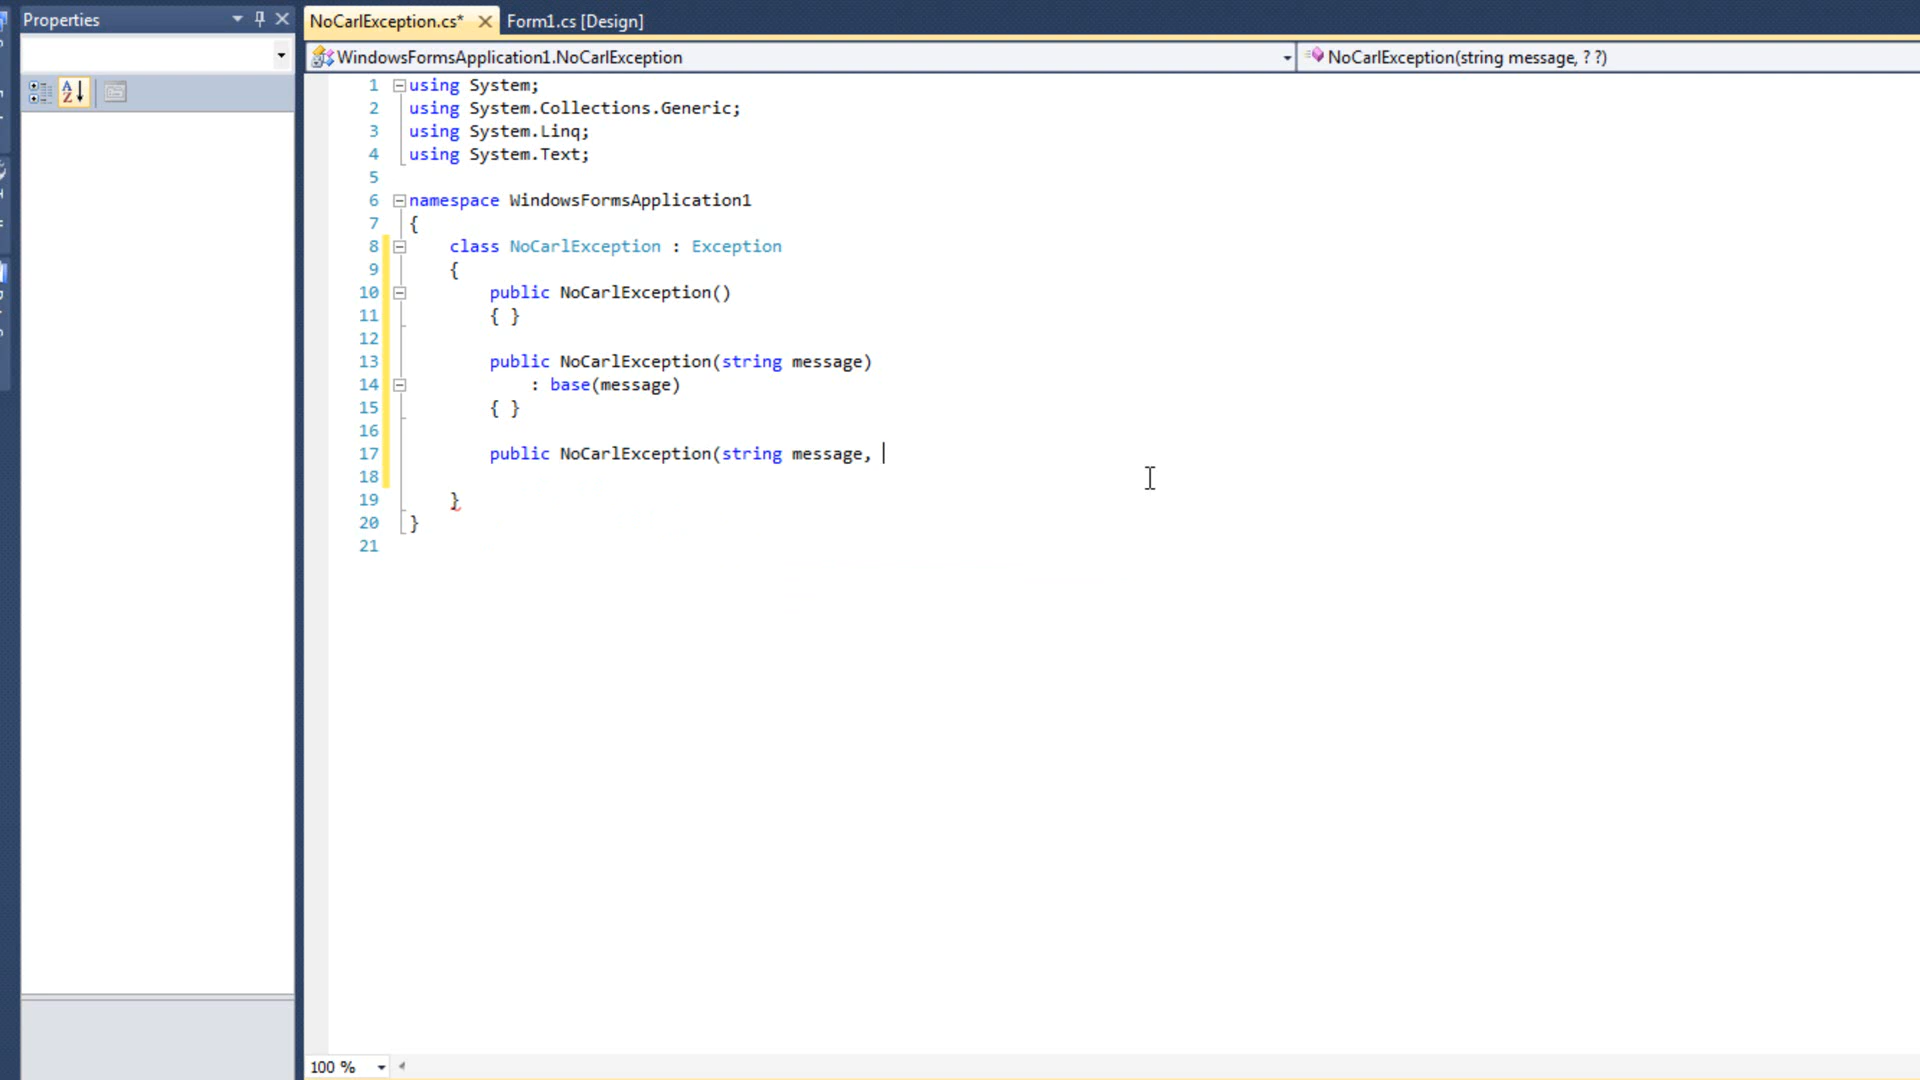 Properties
NoCarlException.cs*
Form1.cs [Design]
WindowsFormsApplication1.NoCarlException
NoCarlException(string message, ? ?)
1 using System;
2 using System.Collections.Generic;
3 using System.Linq;
4 using System.Text;
5
6 namespace WindowsFormsApplication1
7 {
8 class NoCarlException : Exception
9 {
10 public NoCarlException()
11 { }
12
13 public NoCarlException(string message)
14 : base(message)
15 { }
16
17 public NoCarlException(string message,
18
19 }
20 }
21
100 %